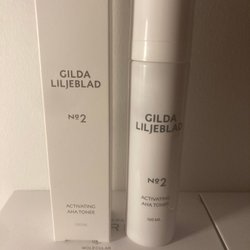 GILDA
LILJEBLAD
Nº2
ACTIVATING
AHA TONER
GILDA
LILJEBLAD
Nº2
ACTIVATING
AHA TONER